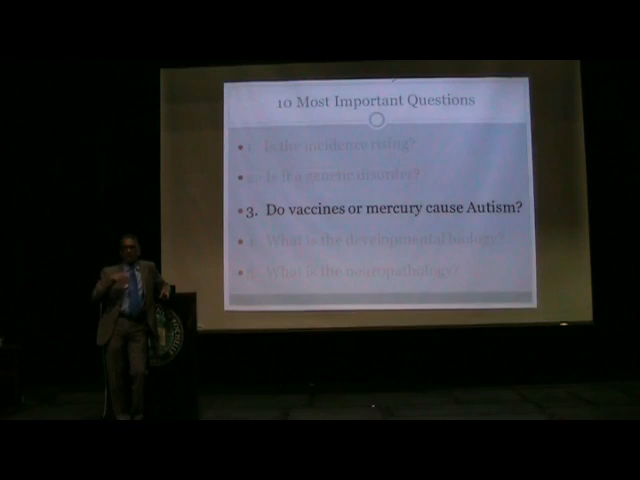 10 Most Important Questions
• 1. Is the incidence rising?
• 2. Is it a genetic disorder?
• 3. Do vaccines or mercury cause Autism?
• 4. What is the developmental biology?
• 5. What is the neuropathology?